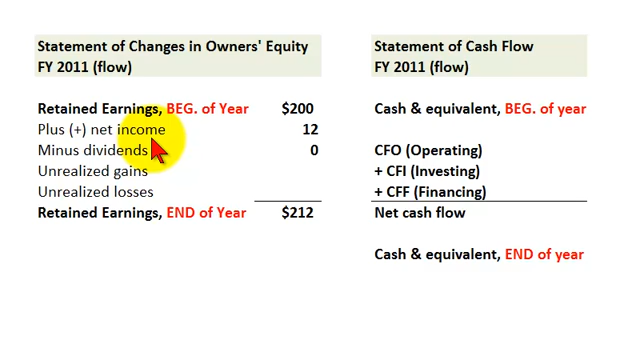 Statement of Changes in Owners' Equity
FY 2011 (flow)
Retained Earnings, BEG. of Year $200
Plus (+) net income 12
Minus dividends 0
Unrealized gains
Unrealized losses
Retained Earnings, END of Year $212
Statement of Cash Flow
FY 2011 (flow)
Cash & equivalent, BEG. of year
CFO (Operating)
+ CFI (Investing)
+ CFF (Financing)
Net cash flow
Cash & equivalent, END of year